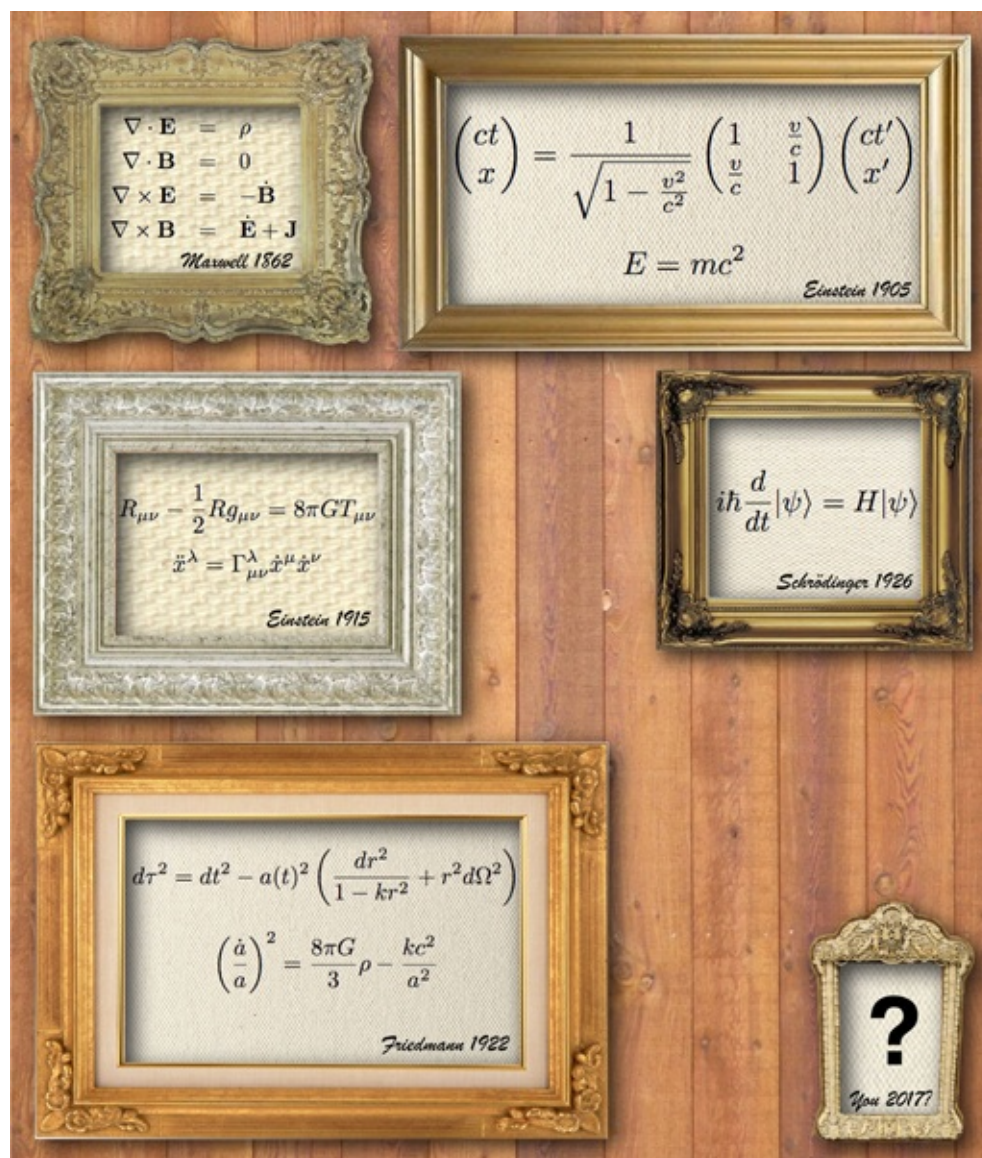 ∇ · E = ρ
∇ · B = 0
∇ × E = −Ḃ
∇ × B = Ė + J
Maxwell 1862
(ct x) = 1/√(1 − v²/c²) (1 v/c v/c 1) (ct′ x′)
E = mc²
Einstein 1905
R_μν − 1/2 Rg_μν = 8πGT_μν
ẍ^λ = Γ^λ_μν ẋ^μ ẋ^ν
Einstein 1915
iħ d/dt |ψ⟩ = H|ψ⟩
Schrödinger 1926
dτ² = dt² − a(t)² (dr²/(1 − kr²) + r²dΩ²)
(ȧ/a)² = 8πG/3 ρ − kc²/a²
Friedmann 1922
?
You 2017?